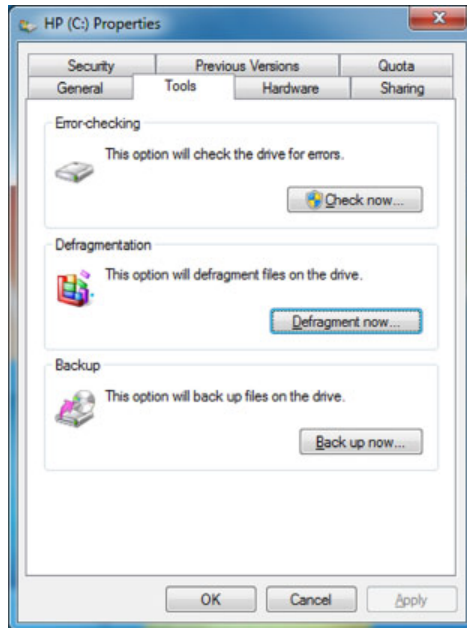 HP (C:) Properties
Security Previous Versions Quota
General Tools Hardware Sharing
Error-checking
This option will check the drive for errors.
Check now...
Defragmentation
This option will defragment files on the drive.
Defragment now...
Backup
This option will back up files on the drive.
Back up now...
OK Cancel Apply